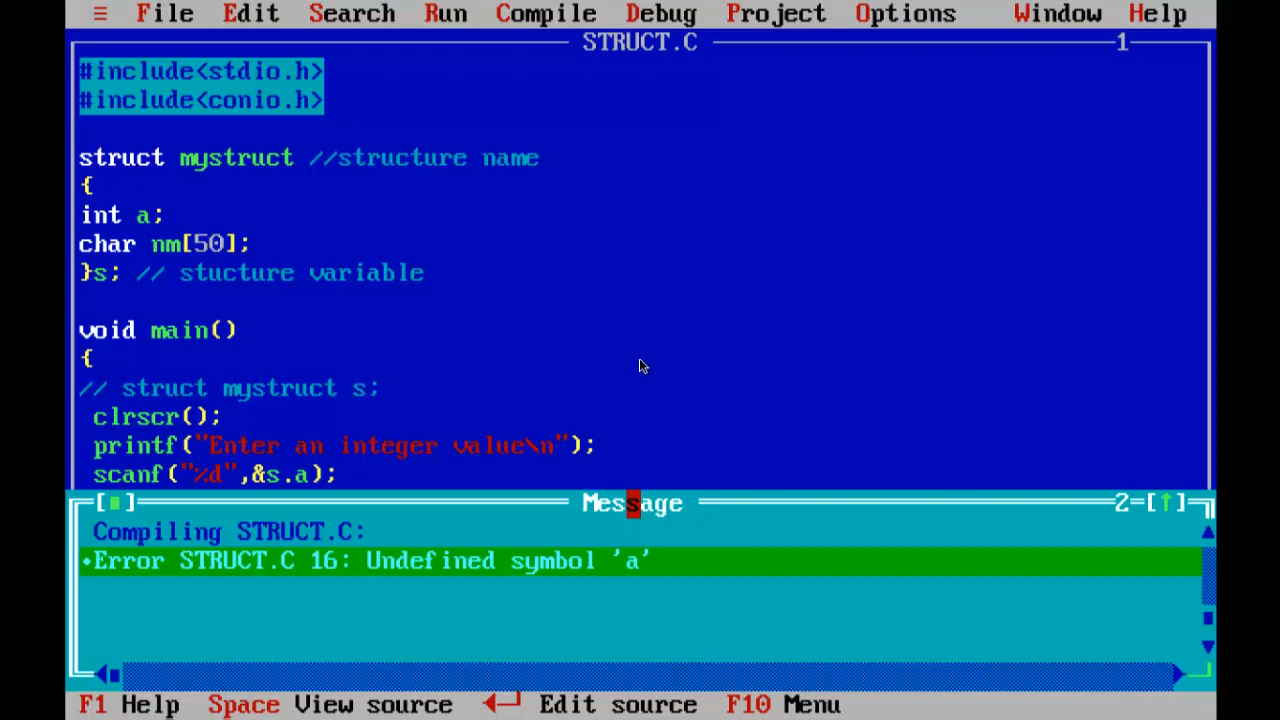 ≡ File Edit Search Run Compile Debug Project Options Window Help
STRUCT.C 1
#include<stdio.h>
#include<conio.h>
struct mystruct //structure name
{
int a;
char nm[50];
}s; // stucture variable
void main()
{
// struct mystruct s;
clrscr();
printf("Enter an integer value\n");
scanf("%d",&s.a);
[■] Message 2=[↑]
Compiling STRUCT.C:
•Error STRUCT.C 16: Undefined symbol 'a'
F1 Help Space View source ←┘ Edit source F10 Menu